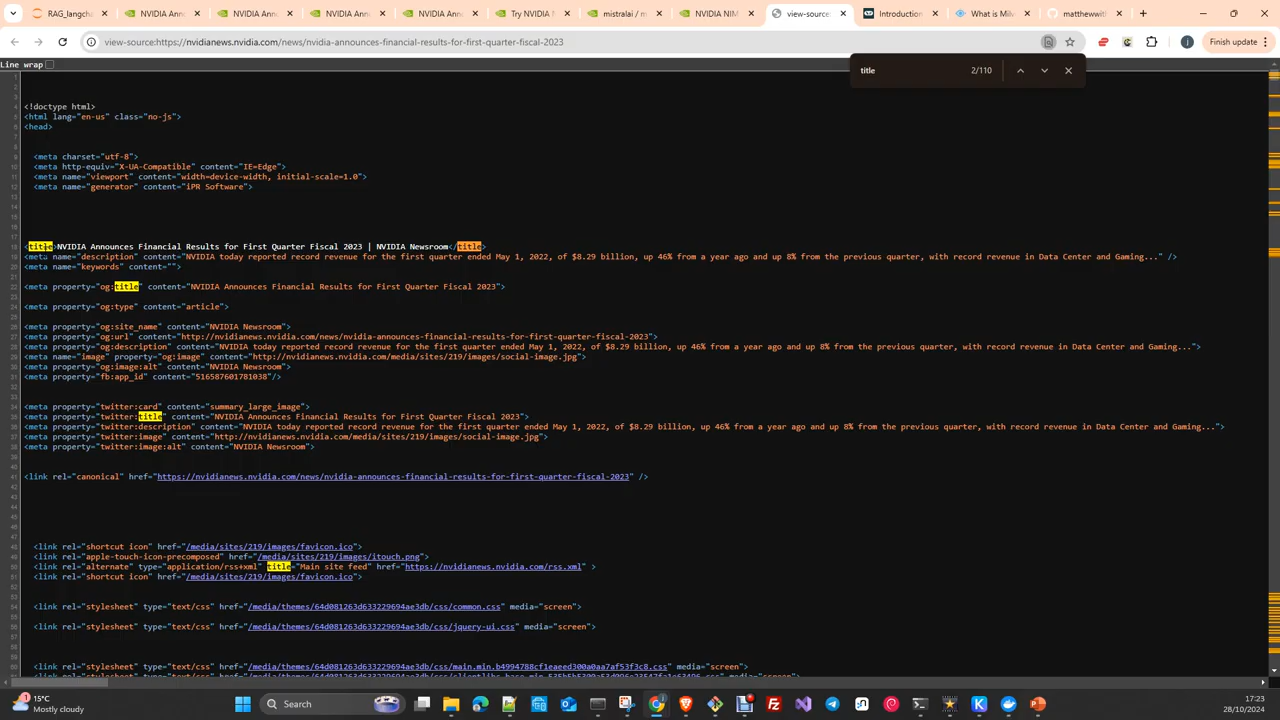 RAG_langcha
NVIDIA Ann
NVIDIA Ann
NVIDIA Ann
NVIDIA Ann
Try NVIDIA
mistralai / m
NVIDIA NIM
view-source:
Introduction
What is Milv
matthewwith
view-source:https://nvidianews.nvidia.com/news/nvidia-announces-financial-results-for-first-quarter-fiscal-2023
Finish update
Line wrap
title 2/110
<!doctype html>
<html lang="en-us" class="no-js">
<head>
<meta charset="utf-8">
<meta http-equiv="X-UA-Compatible" content="IE=Edge">
<meta name="viewport" content="width=device-width, initial-scale=1.0">
<meta name="generator" content="iPR Software">
<title>NVIDIA Announces Financial Results for First Quarter Fiscal 2023 | NVIDIA Newsroom</title>
<meta name="description" content="NVIDIA today reported record revenue for the first quarter ended May 1, 2022, of $8.29 billion, up 46% from a year ago and up 8% from the previous quarter, with record revenue in Data Center and Gaming..." />
<meta name="keywords" content="">
<meta property="og:title" content="NVIDIA Announces Financial Results for First Quarter Fiscal 2023">
<meta property="og:type" content="article">
<meta property="og:site_name" content="NVIDIA Newsroom">
<meta property="og:url" content="http://nvidianews.nvidia.com/news/nvidia-announces-financial-results-for-first-quarter-fiscal-2023">
<meta property="og:description" content="NVIDIA today reported record revenue for the first quarter ended May 1, 2022, of $8.29 billion, up 46% from a year ago and up 8% from the previous quarter, with record revenue in Data Center and Gaming...">
<meta name="image" property="og:image" content="http://nvidianews.nvidia.com/media/sites/219/images/social-image.jpg">
<meta property="og:image:alt" content="NVIDIA Newsroom">
<meta property="fb:app_id" content="516587601781038"/>
<meta property="twitter:card" content="summary_large_image">
<meta property="twitter:title" content="NVIDIA Announces Financial Results for First Quarter Fiscal 2023">
<meta property="twitter:description" content="NVIDIA today reported record revenue for the first quarter ended May 1, 2022, of $8.29 billion, up 46% from a year ago and up 8% from the previous quarter, with record revenue in Data Center and Gaming...">
<meta property="twitter:image" content="http://nvidianews.nvidia.com/media/sites/219/images/social-image.jpg">
<meta property="twitter:image:alt" content="NVIDIA Newsroom">
<link rel="canonical" href="https://nvidianews.nvidia.com/news/nvidia-announces-financial-results-for-first-quarter-fiscal-2023" />
<link rel="shortcut icon" href="/media/sites/219/images/favicon.ico">
<link rel="apple-touch-icon-precomposed" href="/media/sites/219/images/itouch.png">
<link rel="alternate" type="application/rss+xml" title="Main site feed" href="https://nvidianews.nvidia.com/rss.xml" >
<link rel="shortcut icon" href="/media/sites/219/images/favicon.ico">
<link rel="stylesheet" type="text/css" href="/media/themes/64d081263d633229694ae3db/css/common.css" media="screen">
<link rel="stylesheet" type="text/css" href="/media/themes/64d081263d633229694ae3db/css/jquery-ui.css" media="screen">
<link rel="stylesheet" href="/media/themes/64d081263d633229694ae3db/css/main.min.b4994788cf1eaeed300a0aa7af53f3c8.css" media="screen">
15°C
Mostly cloudy
Search
17:23
28/10/2024